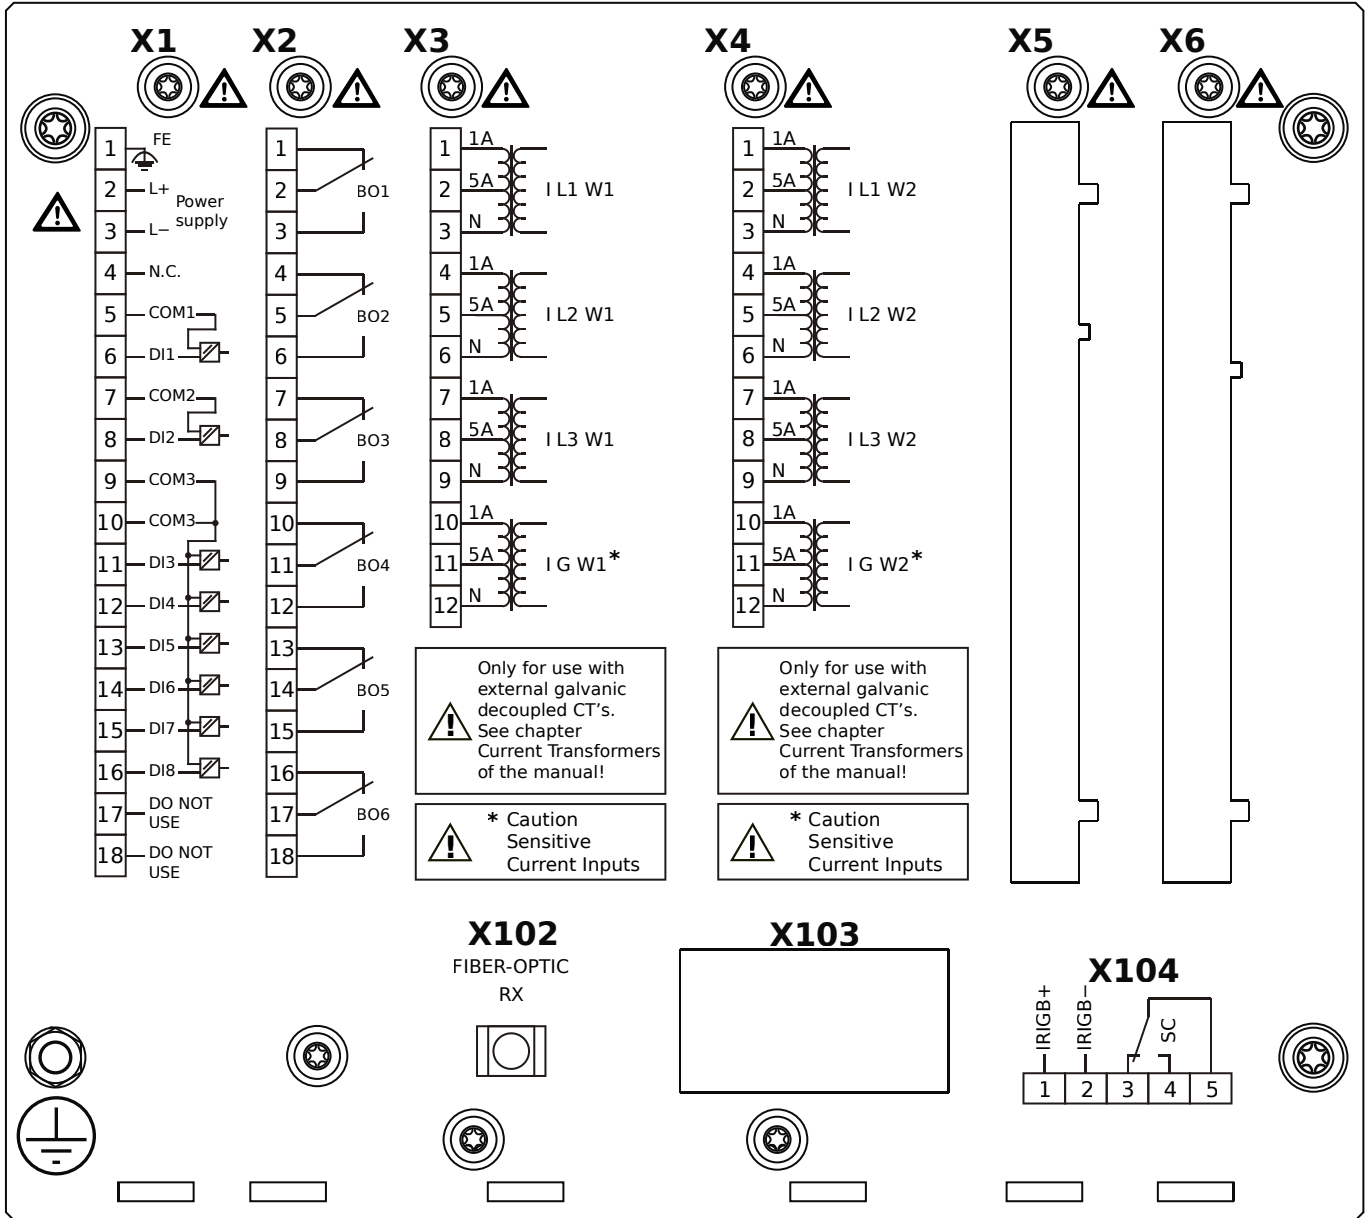 X1
X2
X3
X4
X5
X6
1
FE
2
L+
Power
supply
3
L−
4
N.C.
5
COM1
6
DI1
7
COM2
8
DI2
9
COM3
10
COM3
11
DI3
12
DI4
13
DI5
14
DI6
15
DI7
16
DI8
17
DO NOT
USE
18
DO NOT
USE
1
2
BO1
3
4
5
BO2
6
7
8
BO3
9
10
11
BO4
12
13
14
BO5
15
16
17
BO6
18
1
1A
2
5A
I L1 W1
3
N
4
1A
5
5A
I L2 W1
6
N
7
1A
8
5A
I L3 W1
9
N
10
1A
11
5A
I G W1*
12
N
Only for use with
external galvanic
decoupled CT's.
See chapter
Current Transformers
of the manual!
* Caution
Sensitive
Current Inputs
1
1A
2
5A
I L1 W2
3
N
4
1A
5
5A
I L2 W2
6
N
7
1A
8
5A
I L3 W2
9
N
10
1A
11
5A
I G W2*
12
N
Only for use with
external galvanic
decoupled CT's.
See chapter
Current Transformers
of the manual!
* Caution
Sensitive
Current Inputs
X102
FIBER-OPTIC
RX
X103
X104
IRIGB+
IRIGB−
SC
1
2
3
4
5